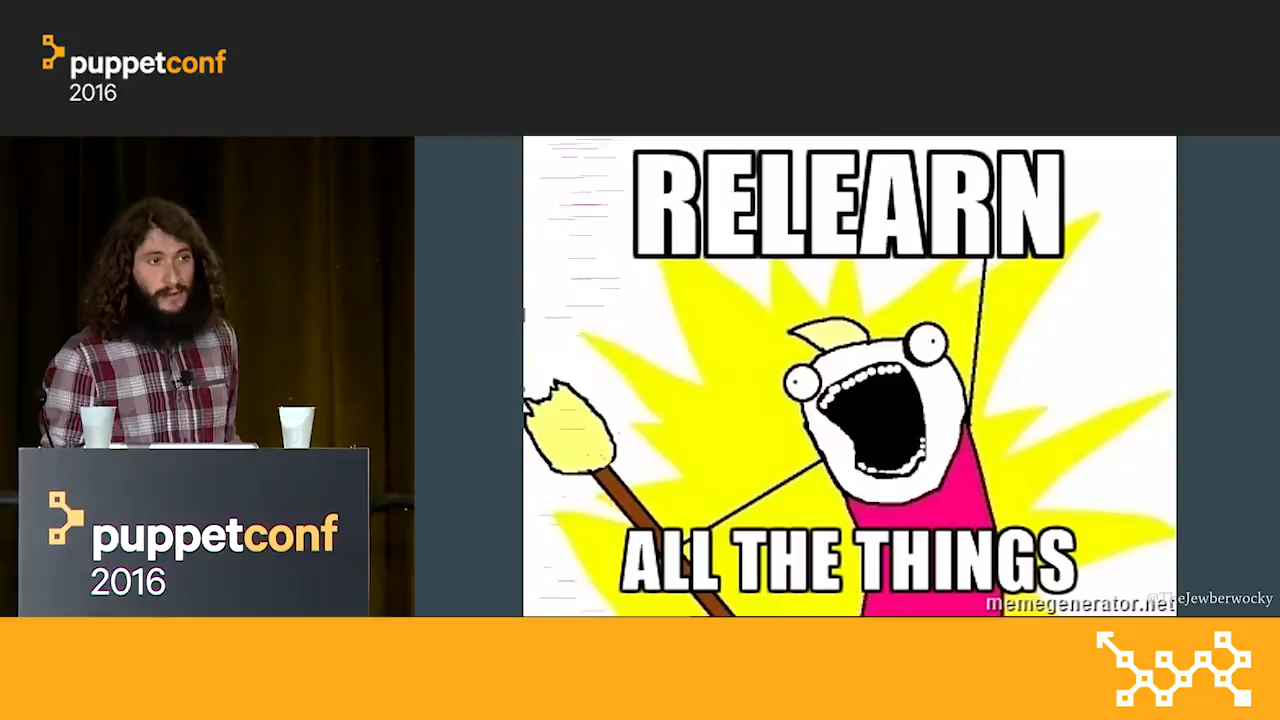 puppetconf
2016
RELEARN
ALL THE THINGS
memegenerator.net
@TheJewberwocky
puppetconf
2016